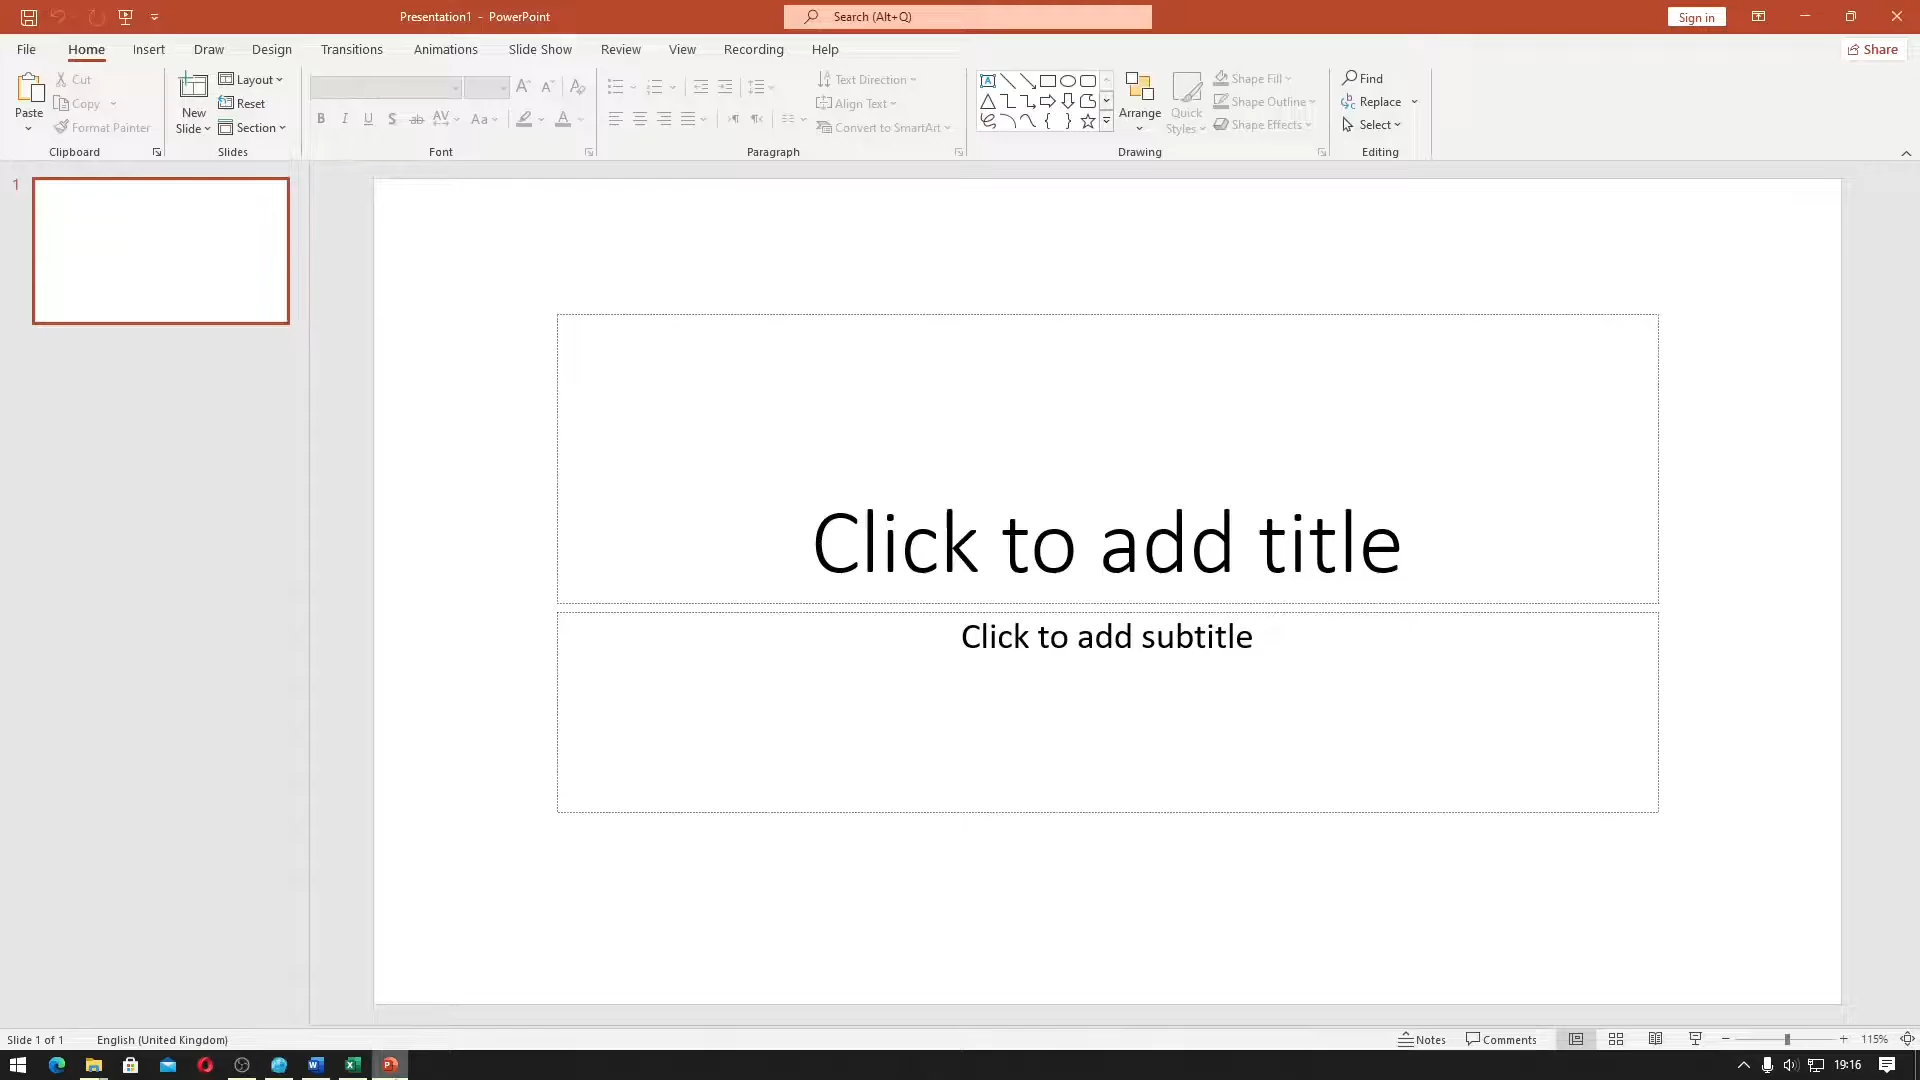 Presentation1 - PowerPoint
Search (Alt+Q)
Sign in
File Home Insert Draw Design Transitions Animations Slide Show Review View Recording Help
Share
Paste
Cut
Copy
Format Painter
Clipboard
New
Slide
Layout
Reset
Section
Slides
B I U S ab AV Aa A
Font
Text Direction
Align Text
Convert to SmartArt
Paragraph
Arrange
Quick
Styles
Shape Fill
Shape Outline
Shape Effects
Drawing
Find
Replace
Select
Editing
1
Click to add title
Click to add subtitle
Slide 1 of 1
English (United Kingdom)
Notes
Comments
115%
19:16